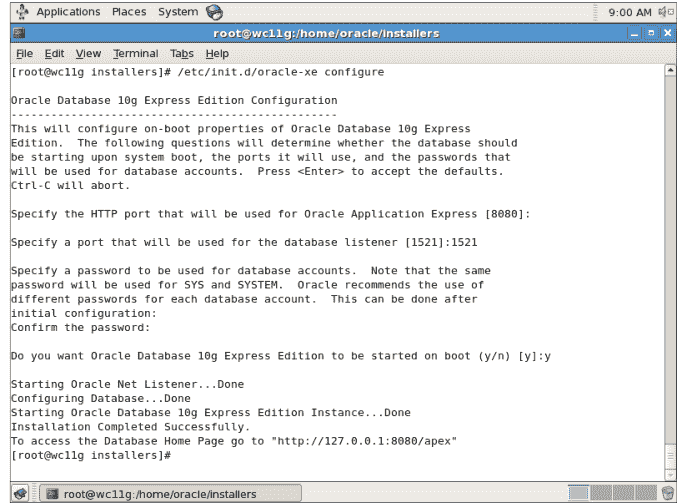 Applications Places System 9:00 AM
root@wc11g:/home/oracle/installers
File Edit View Terminal Tabs Help
[root@wc11g installers]# /etc/init.d/oracle-xe configure
Oracle Database 10g Express Edition Configuration
-------------------------------------------------
This will configure on-boot properties of Oracle Database 10g Express
Edition.  The following questions will determine whether the database should
be starting upon system boot, the ports it will use, and the passwords that
will be used for database accounts.  Press <Enter> to accept the defaults.
Ctrl-C will abort.
Specify the HTTP port that will be used for Oracle Application Express [8080]:
Specify a port that will be used for the database listener [1521]:1521
Specify a password to be used for database accounts.  Note that the same
password will be used for SYS and SYSTEM.  Oracle recommends the use of
different passwords for each database account.  This can be done after
initial configuration:
Confirm the password:
Do you want Oracle Database 10g Express Edition to be started on boot (y/n) [y]:y
Starting Oracle Net Listener...Done
Configuring Database...Done
Starting Oracle Database 10g Express Edition Instance...Done
Installation Completed Successfully.
To access the Database Home Page go to "http://127.0.0.1:8080/apex"
[root@wc11g installers]#
root@wc11g:/home/oracle/installers